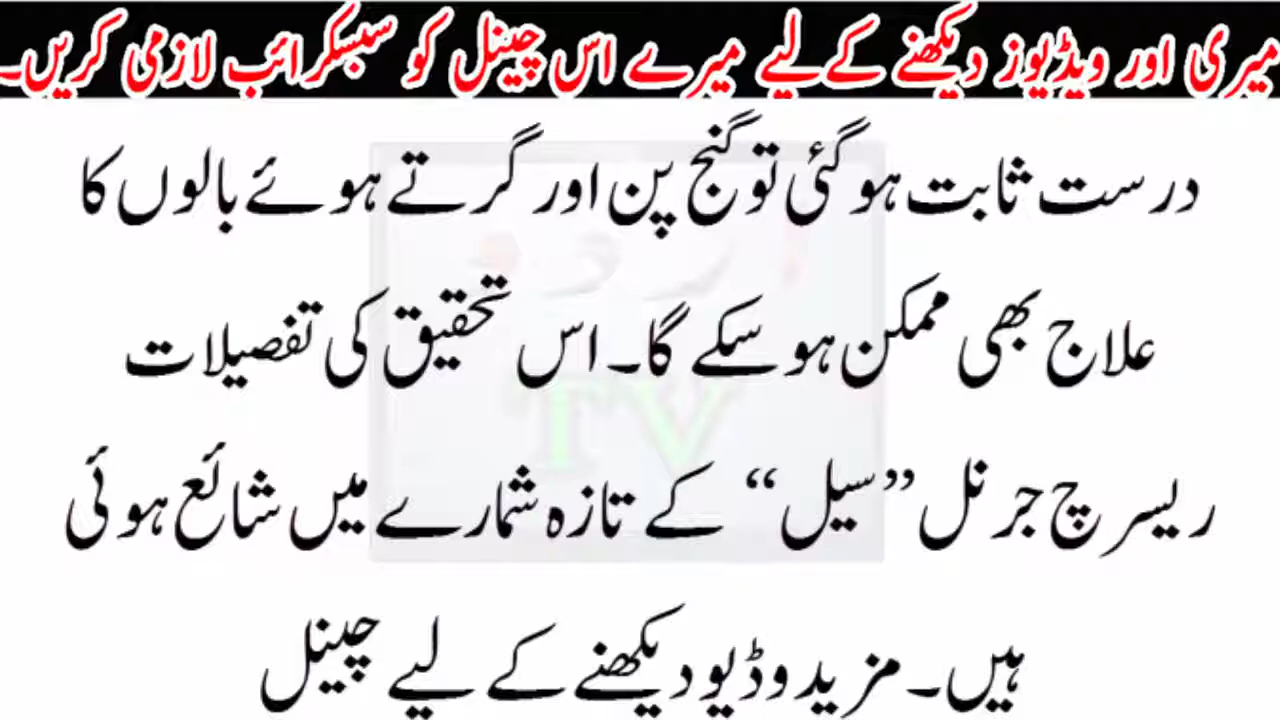 میری اور ویڈیوز دیکھنے کے لیے میرے اس چینل کو سبسکرائب لازمی کریں۔
درست ثابت ہوگئی تو گنج پن اور گرتے ہوئے بالوں کا
علاج بھی ممکن ہوسکے گا۔ اس تحقیق کی تفصیلات
ریسرچ جرنل ”سیل“ کے تازہ شمارے میں شائع ہوئی
ہیں۔ مزید وڈیو دیکھنے کے لیے چینل
اردو
TV